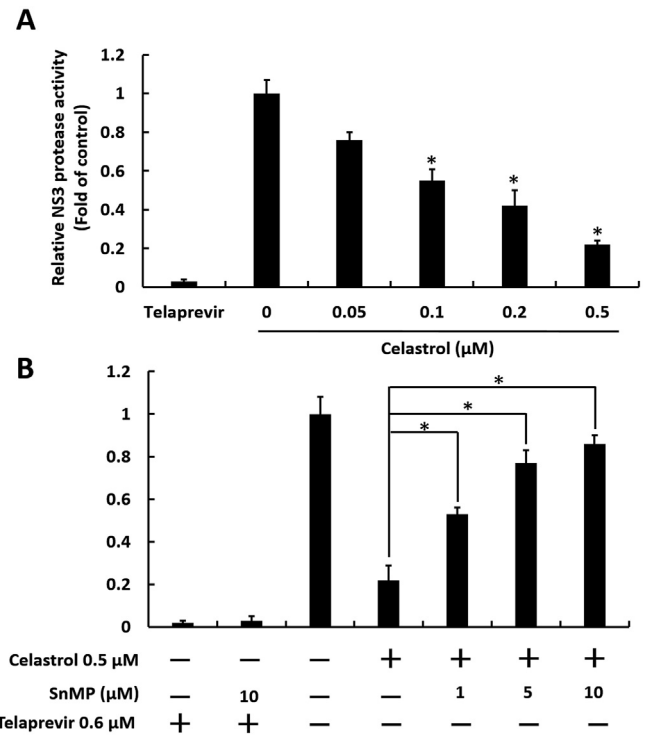 A
Relative NS3 protease activity
(Fold of control)
1.2
1
0.8
0.6
0.4
0.2
0
*
*
*
Telaprevir 0 0.05 0.1 0.2 0.5
Celastrol (μM)
B
1.2
1
0.8
0.6
0.4
0.2
0
*
*
*
Celastrol 0.5 μM — — — + + + +
SnMP (μM) — 10 — — 1 5 10
Telaprevir 0.6 μM + + — — — — —